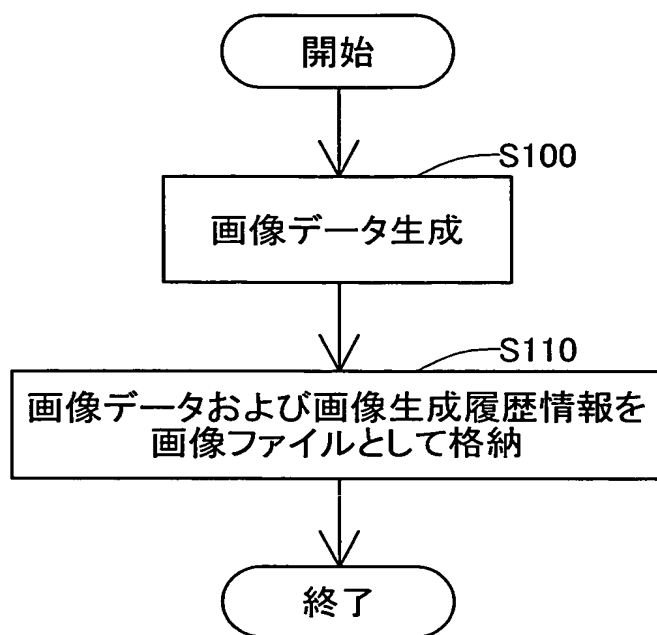 開始
S100
画像データ生成
S110
画像データおよび画像生成履歴情報を
画像ファイルとして格納
終了